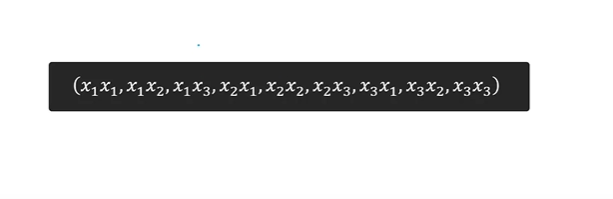 (x₁x₁, x₁x₂, x₁x₃, x₂x₁, x₂x₂, x₂x₃, x₃x₁, x₃x₂, x₃x₃)